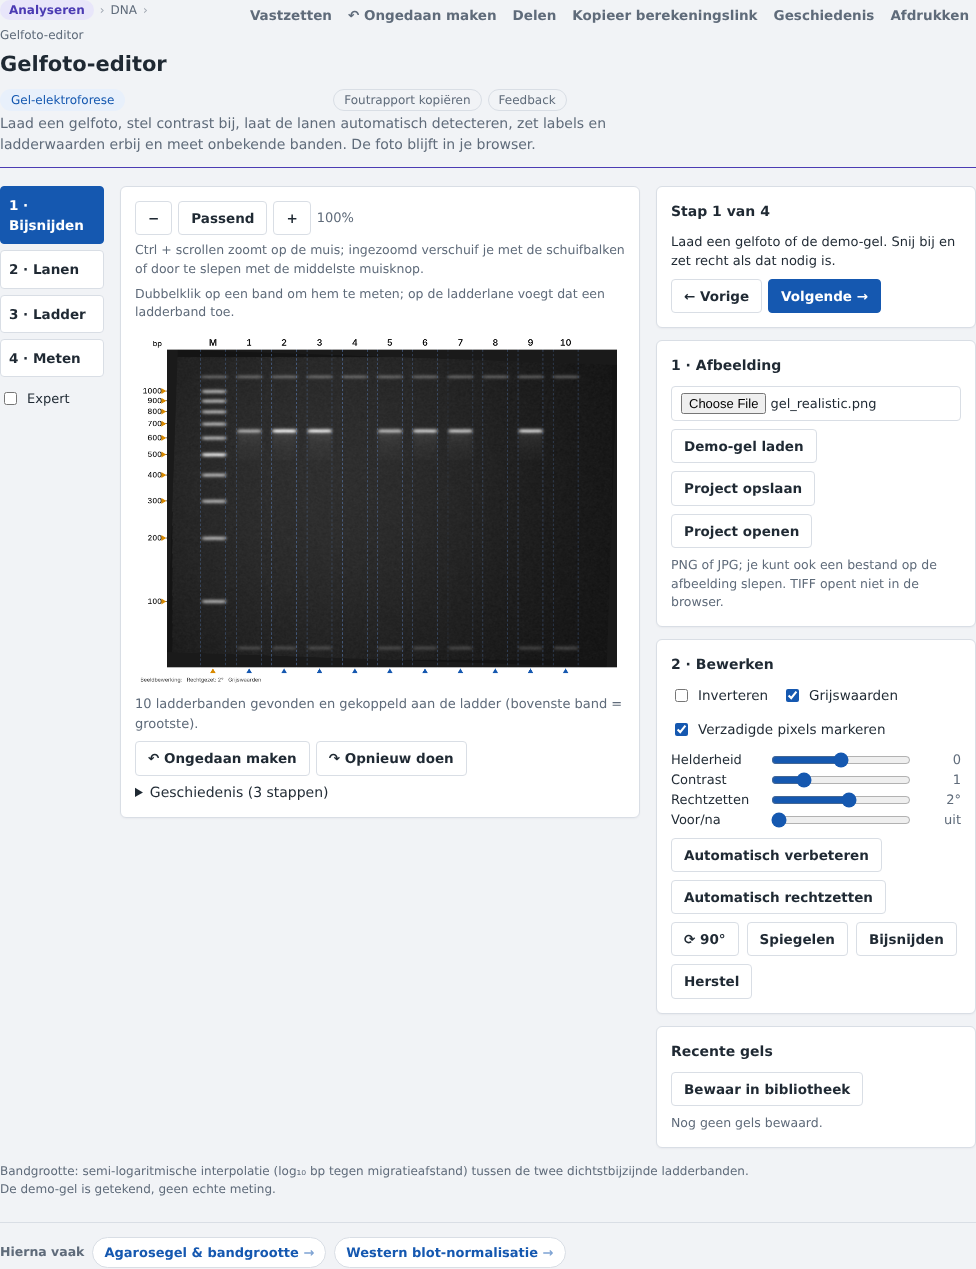 Analyseren › DNA ›
Gelfoto-editor
Vastzetten ↶ Ongedaan maken Delen Kopieer berekeningslink Geschiedenis Afdrukken
Gelfoto-editor
Gel-elektroforese
Foutrapport kopiëren Feedback
Laad een gelfoto, stel contrast bij, laat de lanen automatisch detecteren, zet labels en
ladderwaarden erbij en meet onbekende banden. De foto blijft in je browser.
1 ·
Bijsnijden
2 · Lanen
3 · Ladder
4 · Meten
Expert
− Passend + 100%
Ctrl + scrollen zoomt op de muis; ingezoomd verschuif je met de schuifbalken
of door te slepen met de middelste muisknop.
Dubbelklik op een band om hem te meten; op de ladderlane voegt dat een
ladderband toe.
bp M 1 2 3 4 5 6 7 8 9 10
1000
900
800
700
600
500
400
300
200
100
Beeldbewerking: Rechtgezet: 2° · Grijswaarden
10 ladderbanden gevonden en gekoppeld aan de ladder (bovenste band =
grootste).
↶ Ongedaan maken ↷ Opnieuw doen
▶ Geschiedenis (3 stappen)
Stap 1 van 4
Laad een gelfoto of de demo-gel. Snij bij en
zet recht als dat nodig is.
← Vorige Volgende →
1 · Afbeelding
Choose File gel_realistic.png
Demo-gel laden
Project opslaan
Project openen
PNG of JPG; je kunt ook een bestand op de
afbeelding slepen. TIFF opent niet in de
browser.
2 · Bewerken
Inverteren Grijswaarden
Verzadigde pixels markeren
Helderheid 0
Contrast 1
Rechtzetten 2°
Voor/na uit
Automatisch verbeteren
Automatisch rechtzetten
⟳ 90° Spiegelen Bijsnijden
Herstel
Recente gels
Bewaar in bibliotheek
Nog geen gels bewaard.
Bandgrootte: semi-logaritmische interpolatie (log₁₀ bp tegen migratieafstand) tussen de twee dichtstbijzijnde ladderbanden.
De demo-gel is getekend, geen echte meting.
Hierna vaak Agarosegel & bandgrootte → Western blot-normalisatie →